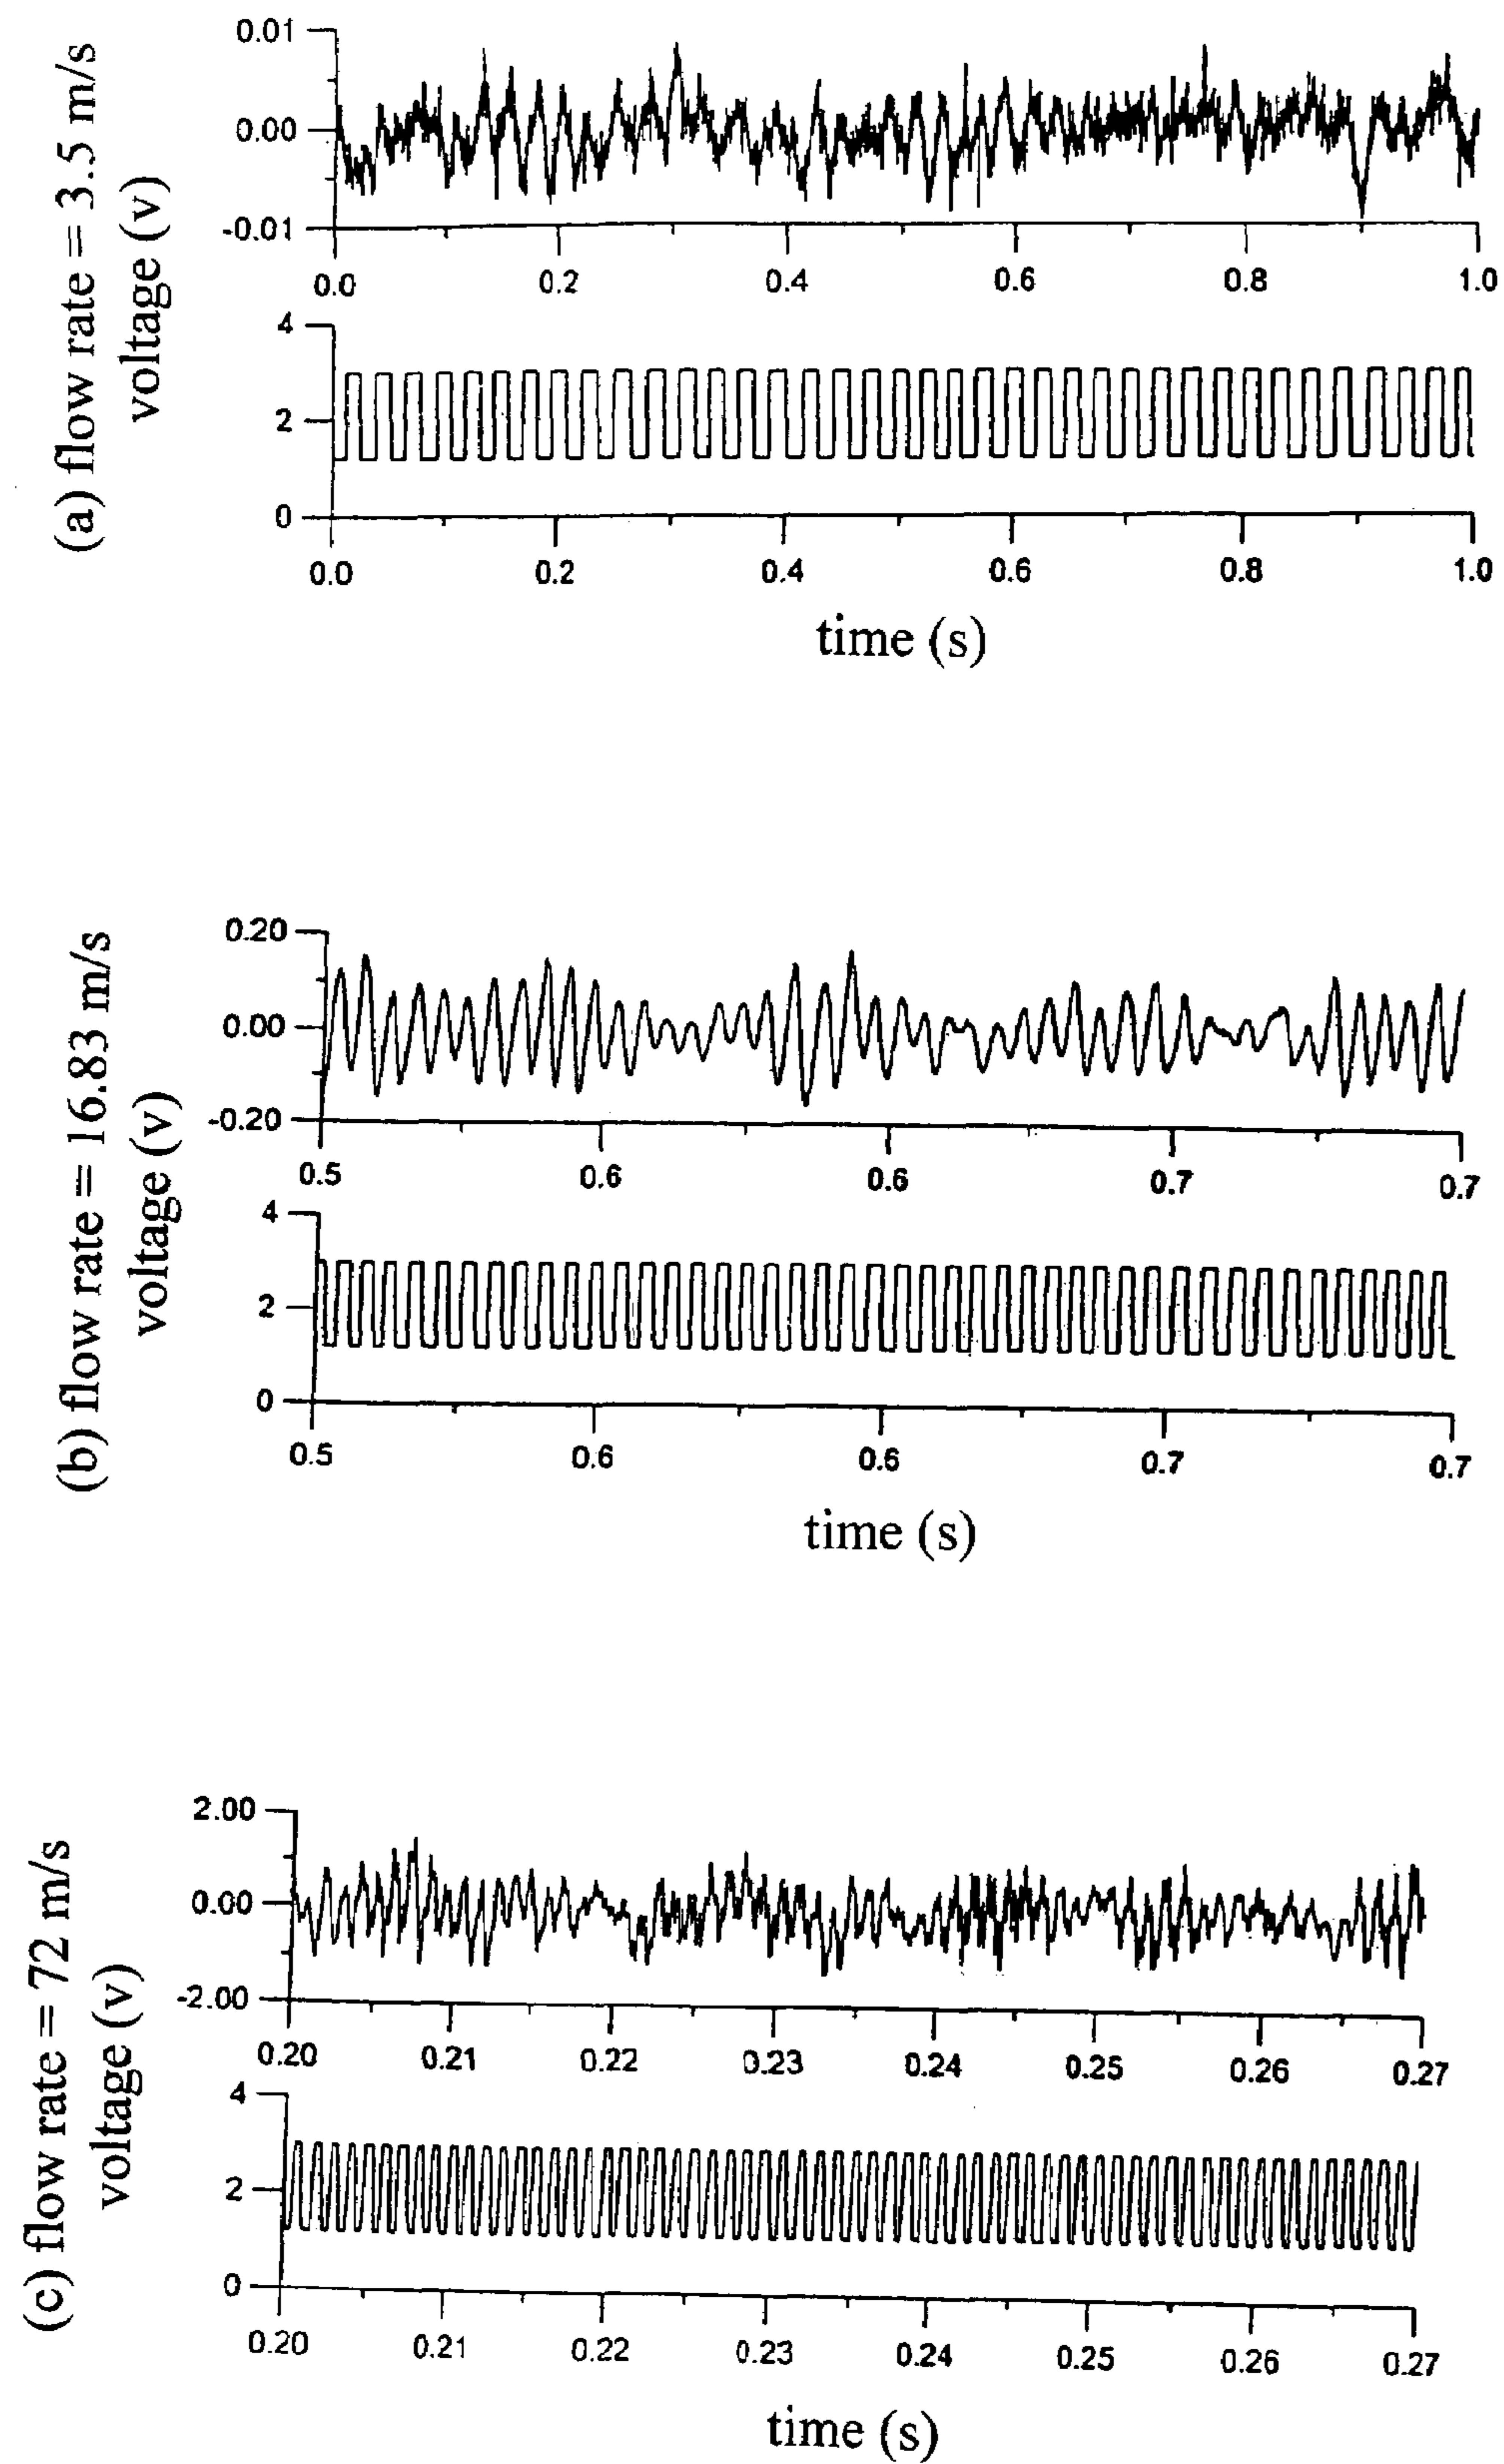 (a) flow rate = 3.5 m/s
voltage (v)
0.01
0.00
-0.01
0.0 0.2 0.4 0.6 0.8 1.0
4
2
0
0.0 0.2 0.4 0.6 0.8 1.0
time (s)
(b) flow rate = 16.83 m/s
voltage (v)
0.20
0.00
-0.20
0.5 0.6 0.6 0.7 0.7
4
2
0
0.5 0.6 0.6 0.7 0.7
time (s)
(c) flow rate = 72 m/s
voltage (v)
2.00
0.00
-2.00
0.20 0.21 0.22 0.23 0.24 0.25 0.26 0.27
4
2
0
0.20 0.21 0.22 0.23 0.24 0.25 0.26 0.27
time (s)